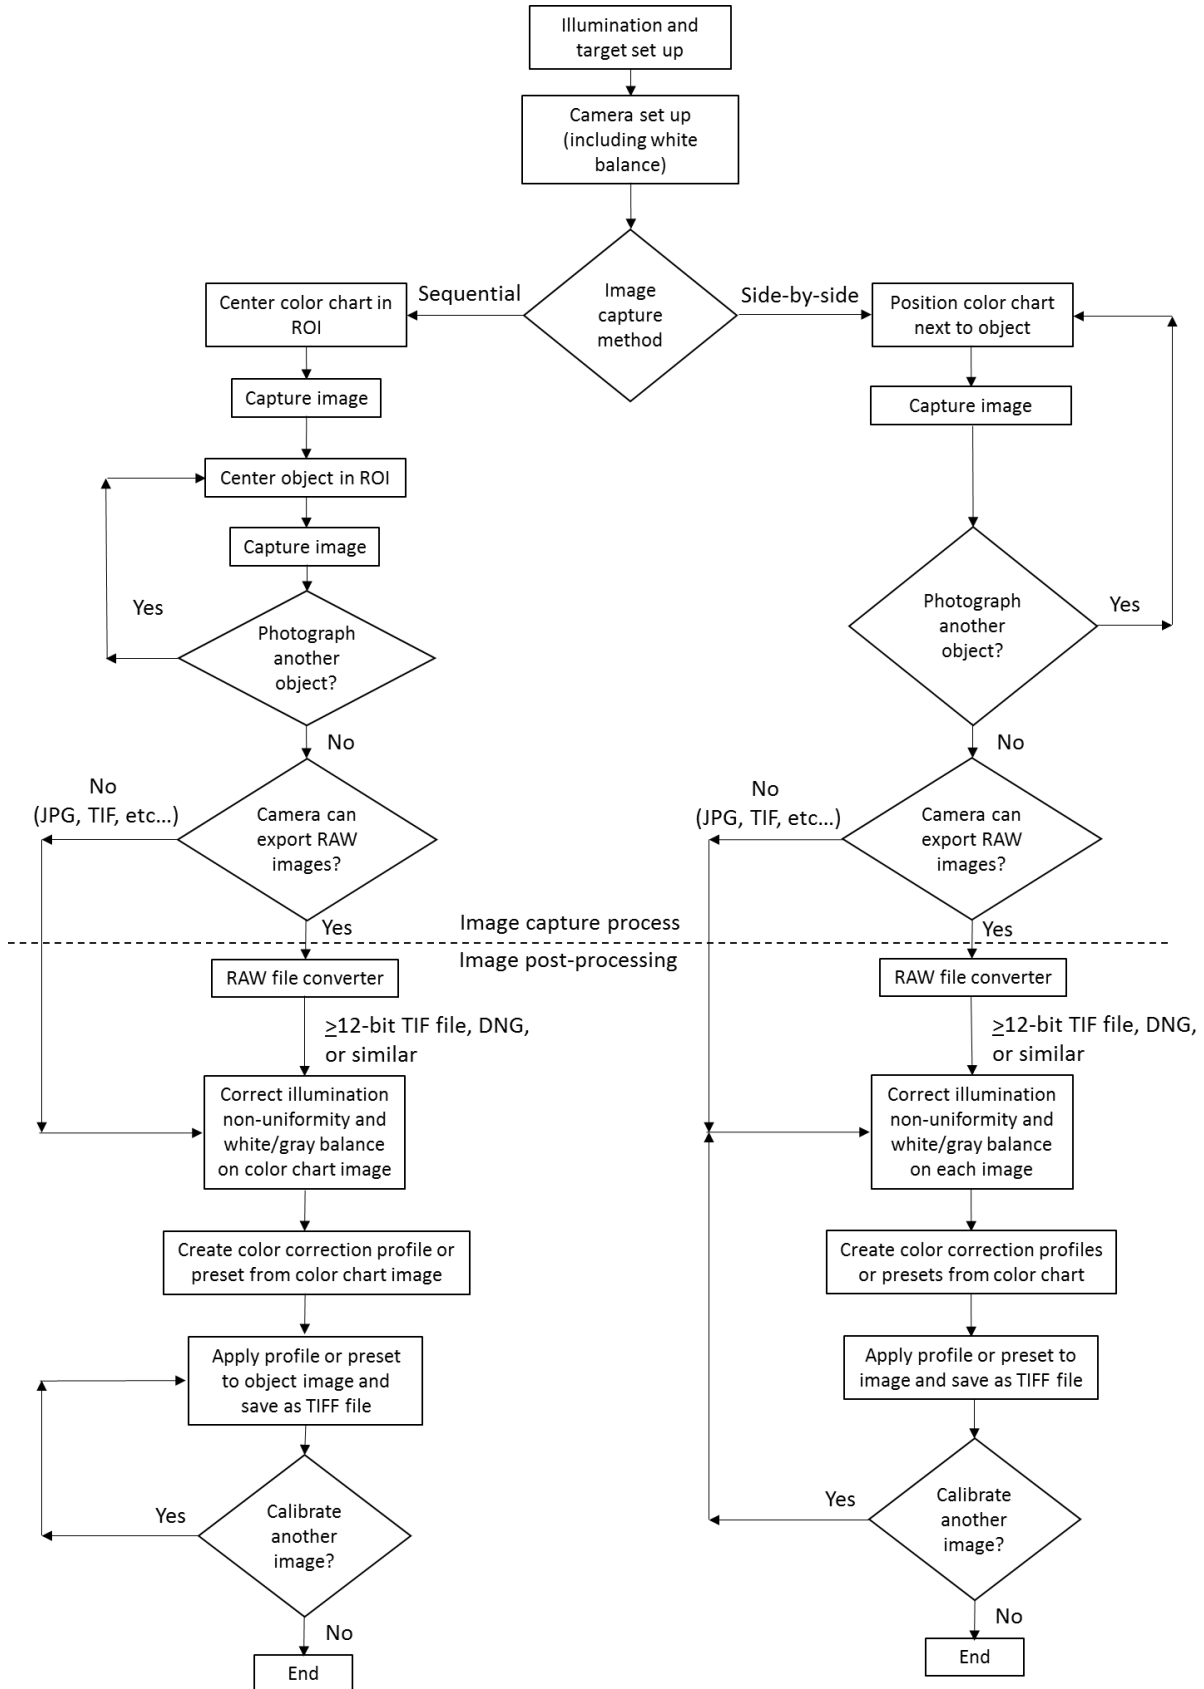 Illumination and
target set up
Camera set up
(including white
balance)
Image
capture
method
Sequential
Side-by-side
Center color chart in
ROI
Capture image
Center object in ROI
Capture image
Photograph
another
object?
Yes
No
Camera can
export RAW
images?
No
(JPG, TIF, etc...)
Yes
Position color chart
next to object
Capture image
Photograph
another
object?
Yes
No
Camera can
export RAW
images?
No
(JPG, TIF, etc...)
Yes
Image capture process
Image post-processing
RAW file converter
≥12-bit TIF file, DNG,
or similar
Correct illumination
non-uniformity and
white/gray balance
on color chart image
Create color correction profile or
preset from color chart image
Apply profile or preset
to object image and
save as TIFF file
Calibrate
another
image?
Yes
No
End
RAW file converter
≥12-bit TIF file, DNG,
or similar
Correct illumination
non-uniformity and
white/gray balance
on each image
Create color correction profiles
or presets from color chart
Apply profile or preset to
image and save as TIFF file
Calibrate
another
image?
Yes
No
End